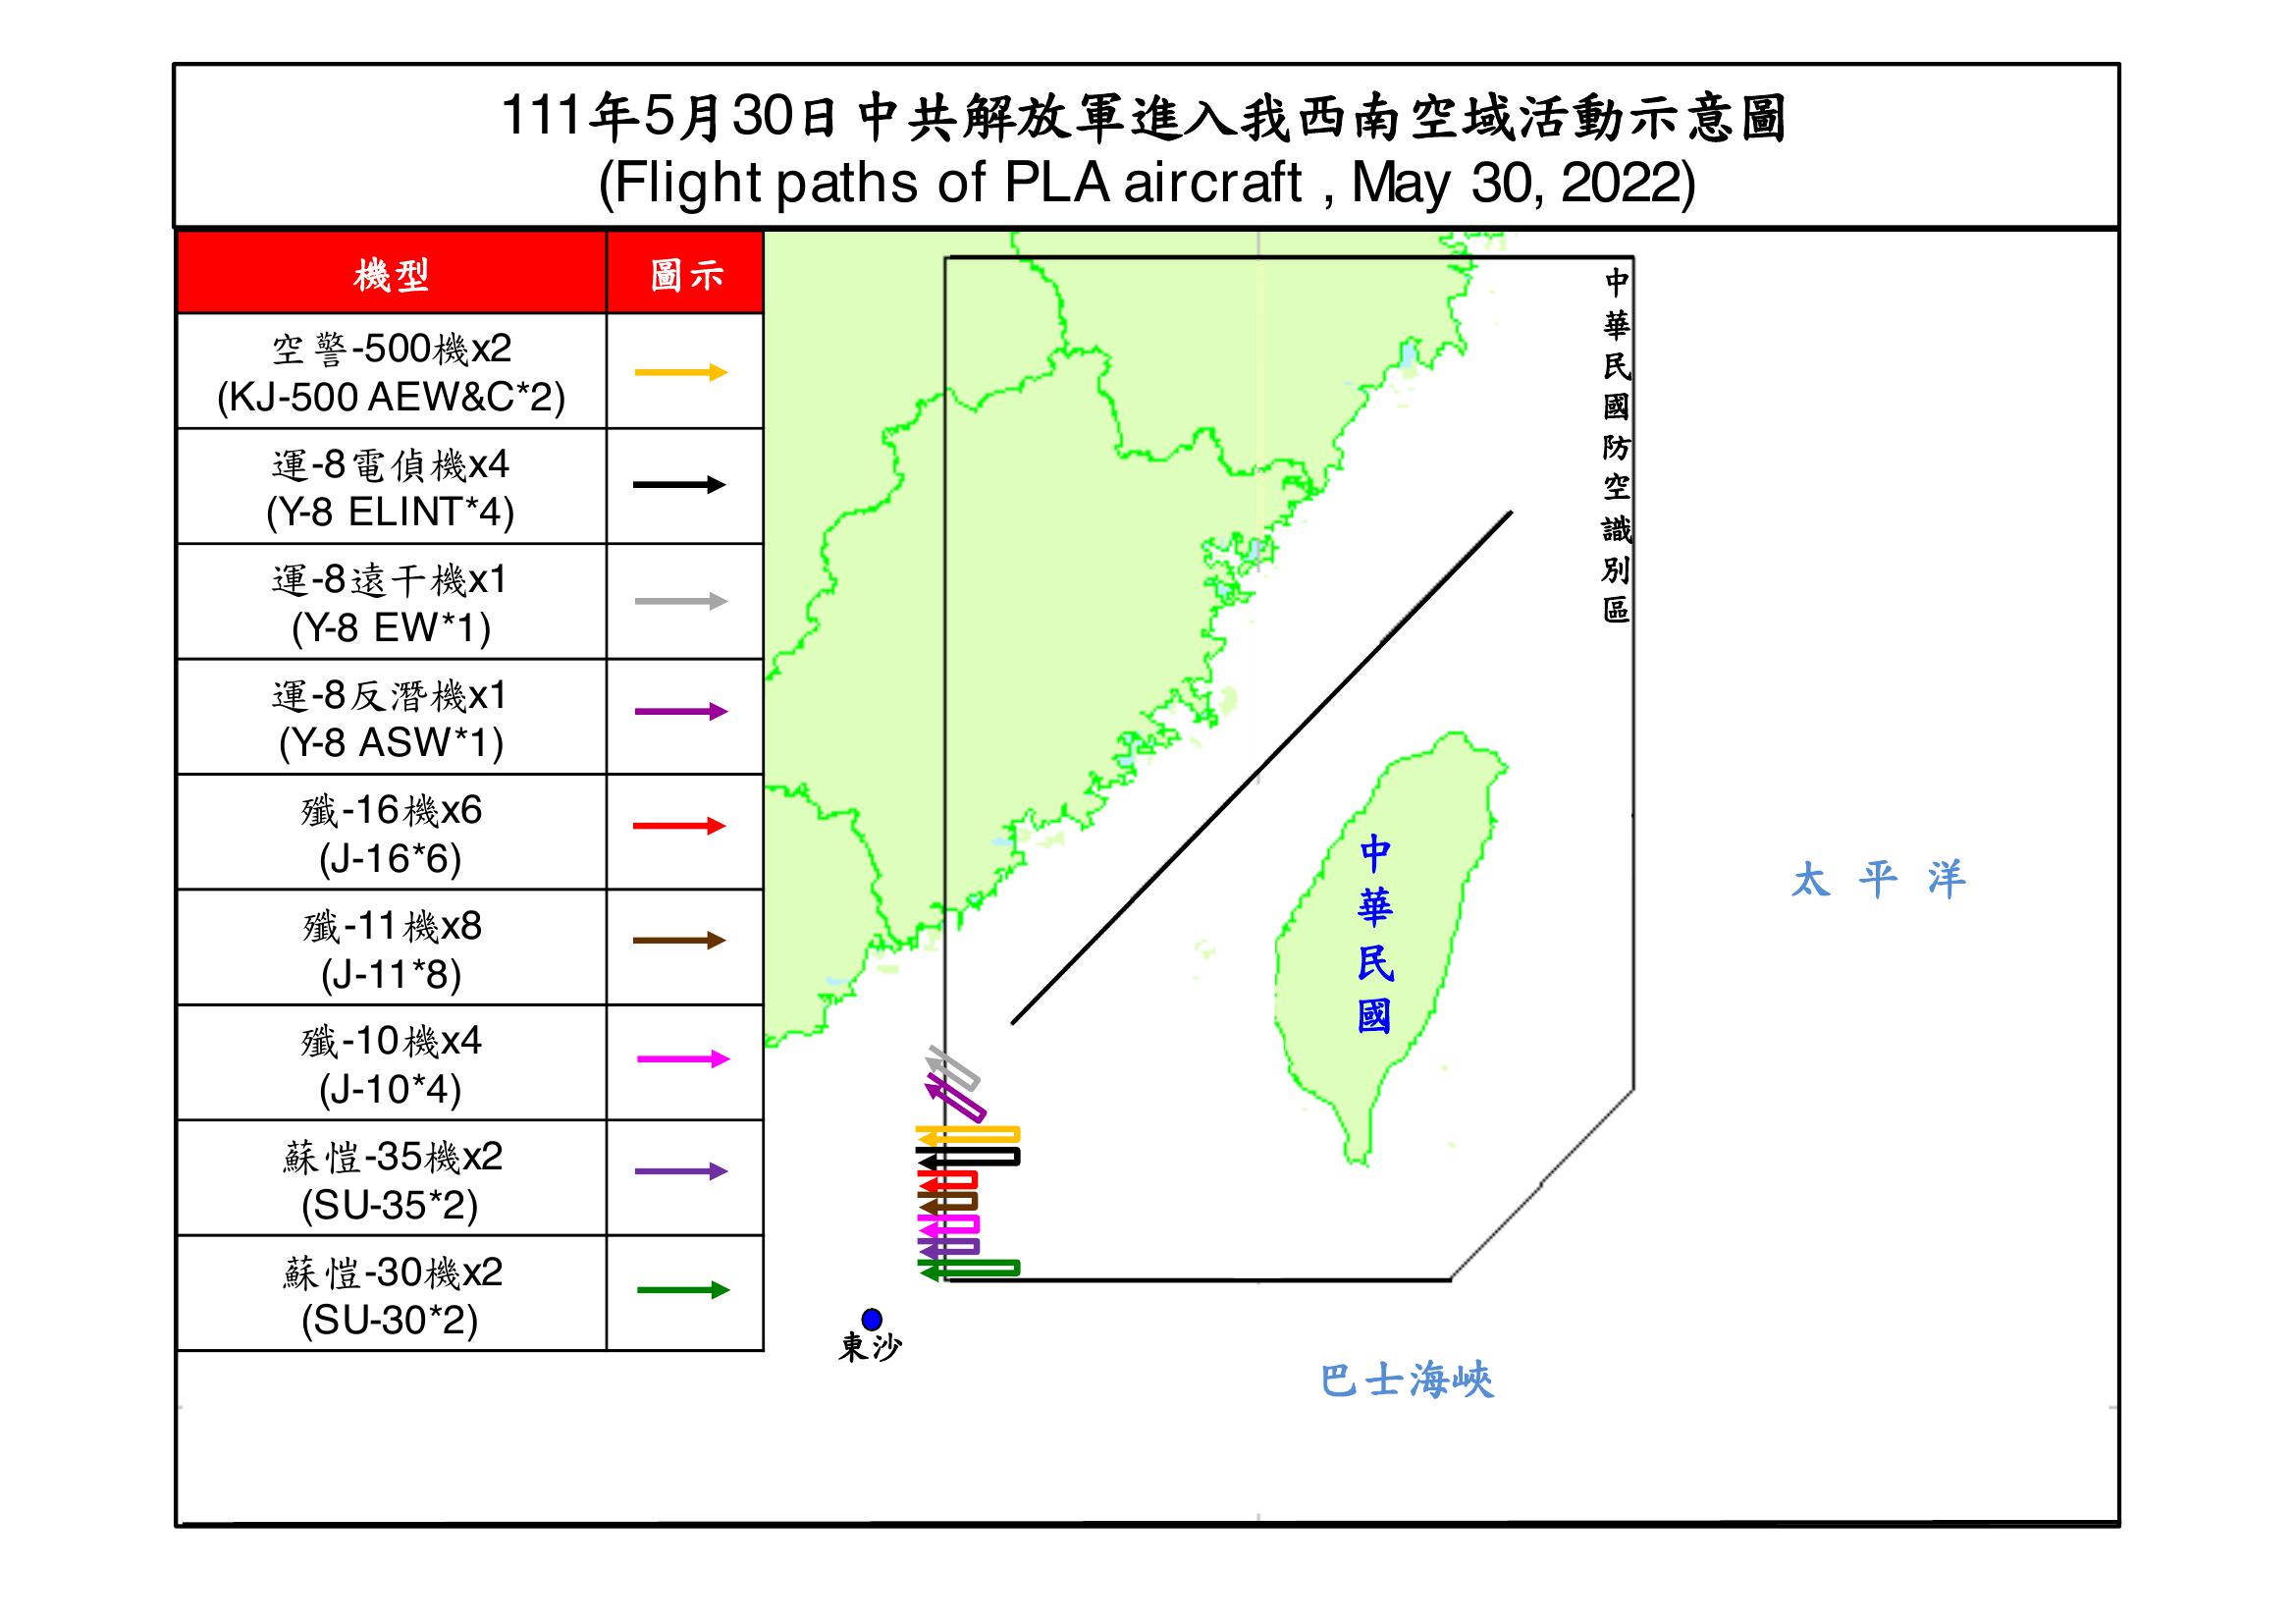 111年5月30日中共解放軍進入我西南空域活動示意圖
(Flight paths of PLA aircraft , May 30, 2022)
機型
圖示
空警-500機x2
(KJ-500 AEW&C*2)
運-8電偵機x4
(Y-8 ELINT*4)
運-8遠干機x1
(Y-8 EW*1)
運-8反潛機x1
(Y-8 ASW*1)
殲-16機x6
(J-16*6)
殲-11機x8
(J-11*8)
殲-10機x4
(J-10*4)
蘇愷-35機x2
(SU-35*2)
蘇愷-30機x2
(SU-30*2)
中華民國防空識別區
中華民國
太平洋
東沙
巴士海峽